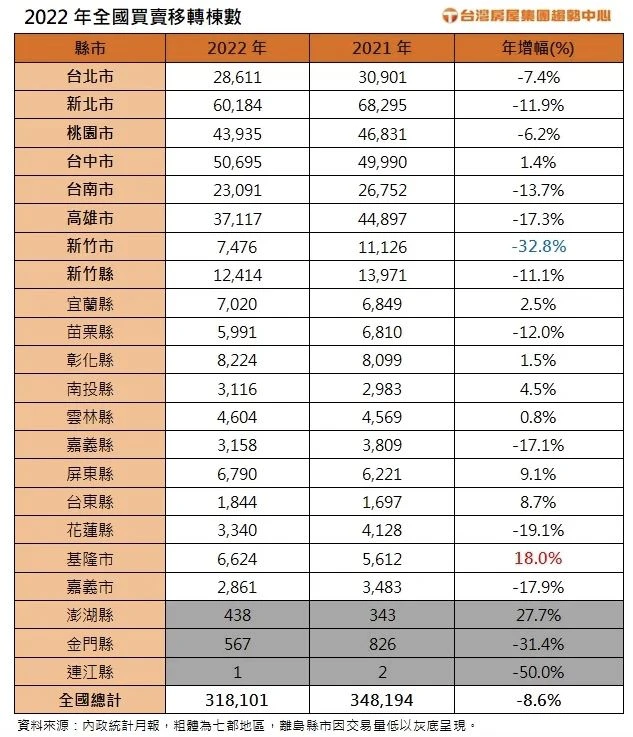 2022 年全國買賣移轉棟數 台灣房屋集團趨勢中心
縣市 2022 年 2021 年 年增幅(%)
台北市 28,611 30,901 -7.4%
新北市 60,184 68,295 -11.9%
桃園市 43,935 46,831 -6.2%
台中市 50,695 49,990 1.4%
台南市 23,091 26,752 -13.7%
高雄市 37,117 44,897 -17.3%
新竹市 7,476 11,126 -32.8%
新竹縣 12,414 13,971 -11.1%
宜蘭縣 7,020 6,849 2.5%
苗栗縣 5,991 6,810 -12.0%
彰化縣 8,224 8,099 1.5%
南投縣 3,116 2,983 4.5%
雲林縣 4,604 4,569 0.8%
嘉義縣 3,158 3,809 -17.1%
屏東縣 6,790 6,221 9.1%
台東縣 1,844 1,697 8.7%
花蓮縣 3,340 4,128 -19.1%
基隆市 6,624 5,612 18.0%
嘉義市 2,861 3,483 -17.9%
澎湖縣 438 343 27.7%
金門縣 567 826 -31.4%
連江縣 1 2 -50.0%
全國總計 318,101 348,194 -8.6%
資料來源：內政統計月報，粗體為七都地區，離島縣市因交易量低以灰底呈現。